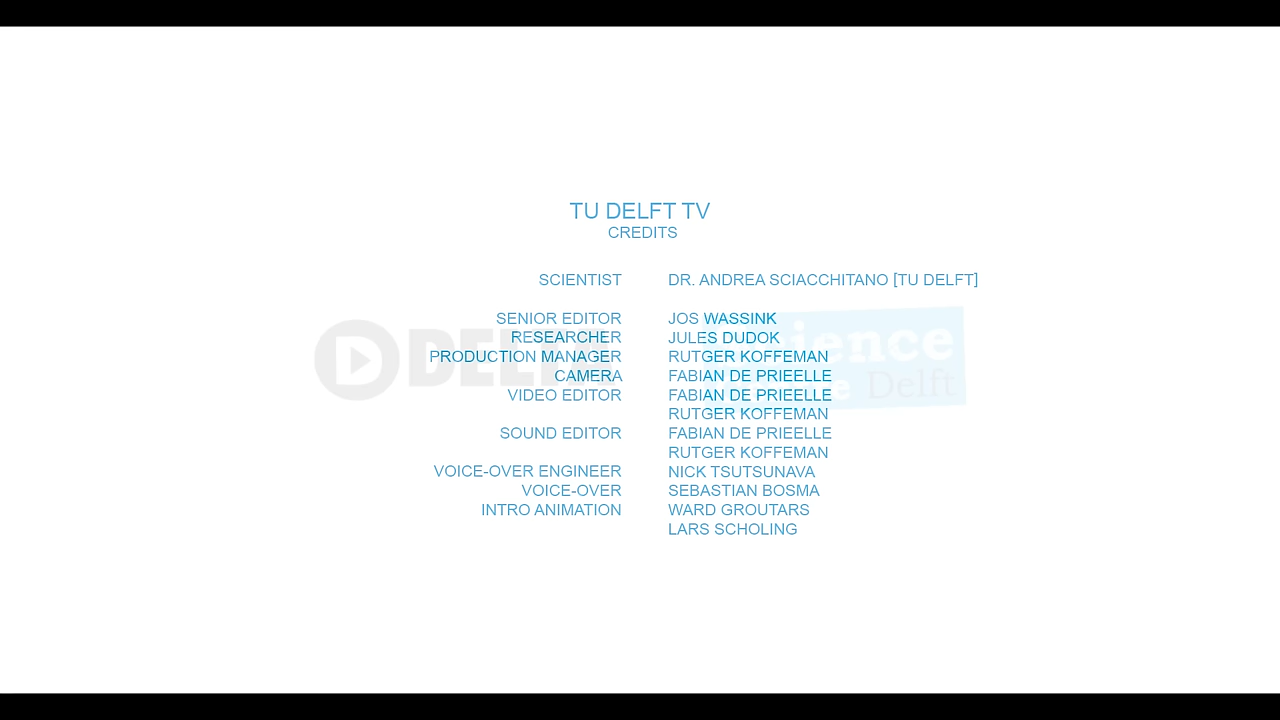 TU DELFT TV
CREDITS
SCIENTIST DR. ANDREA SCIACCHITANO [TU DELFT]
SENIOR EDITOR JOS WASSINK
RESEARCHER JULES DUDOK
PRODUCTION MANAGER RUTGER KOFFEMAN
CAMERA FABIAN DE PRIEELLE
VIDEO EDITOR FABIAN DE PRIEELLE
RUTGER KOFFEMAN
SOUND EDITOR FABIAN DE PRIEELLE
RUTGER KOFFEMAN
VOICE-OVER ENGINEER NICK TSUTSUNAVA
VOICE-OVER SEBASTIAN BOSMA
INTRO ANIMATION WARD GROUTARS
LARS SCHOLING
DELTA
Delft